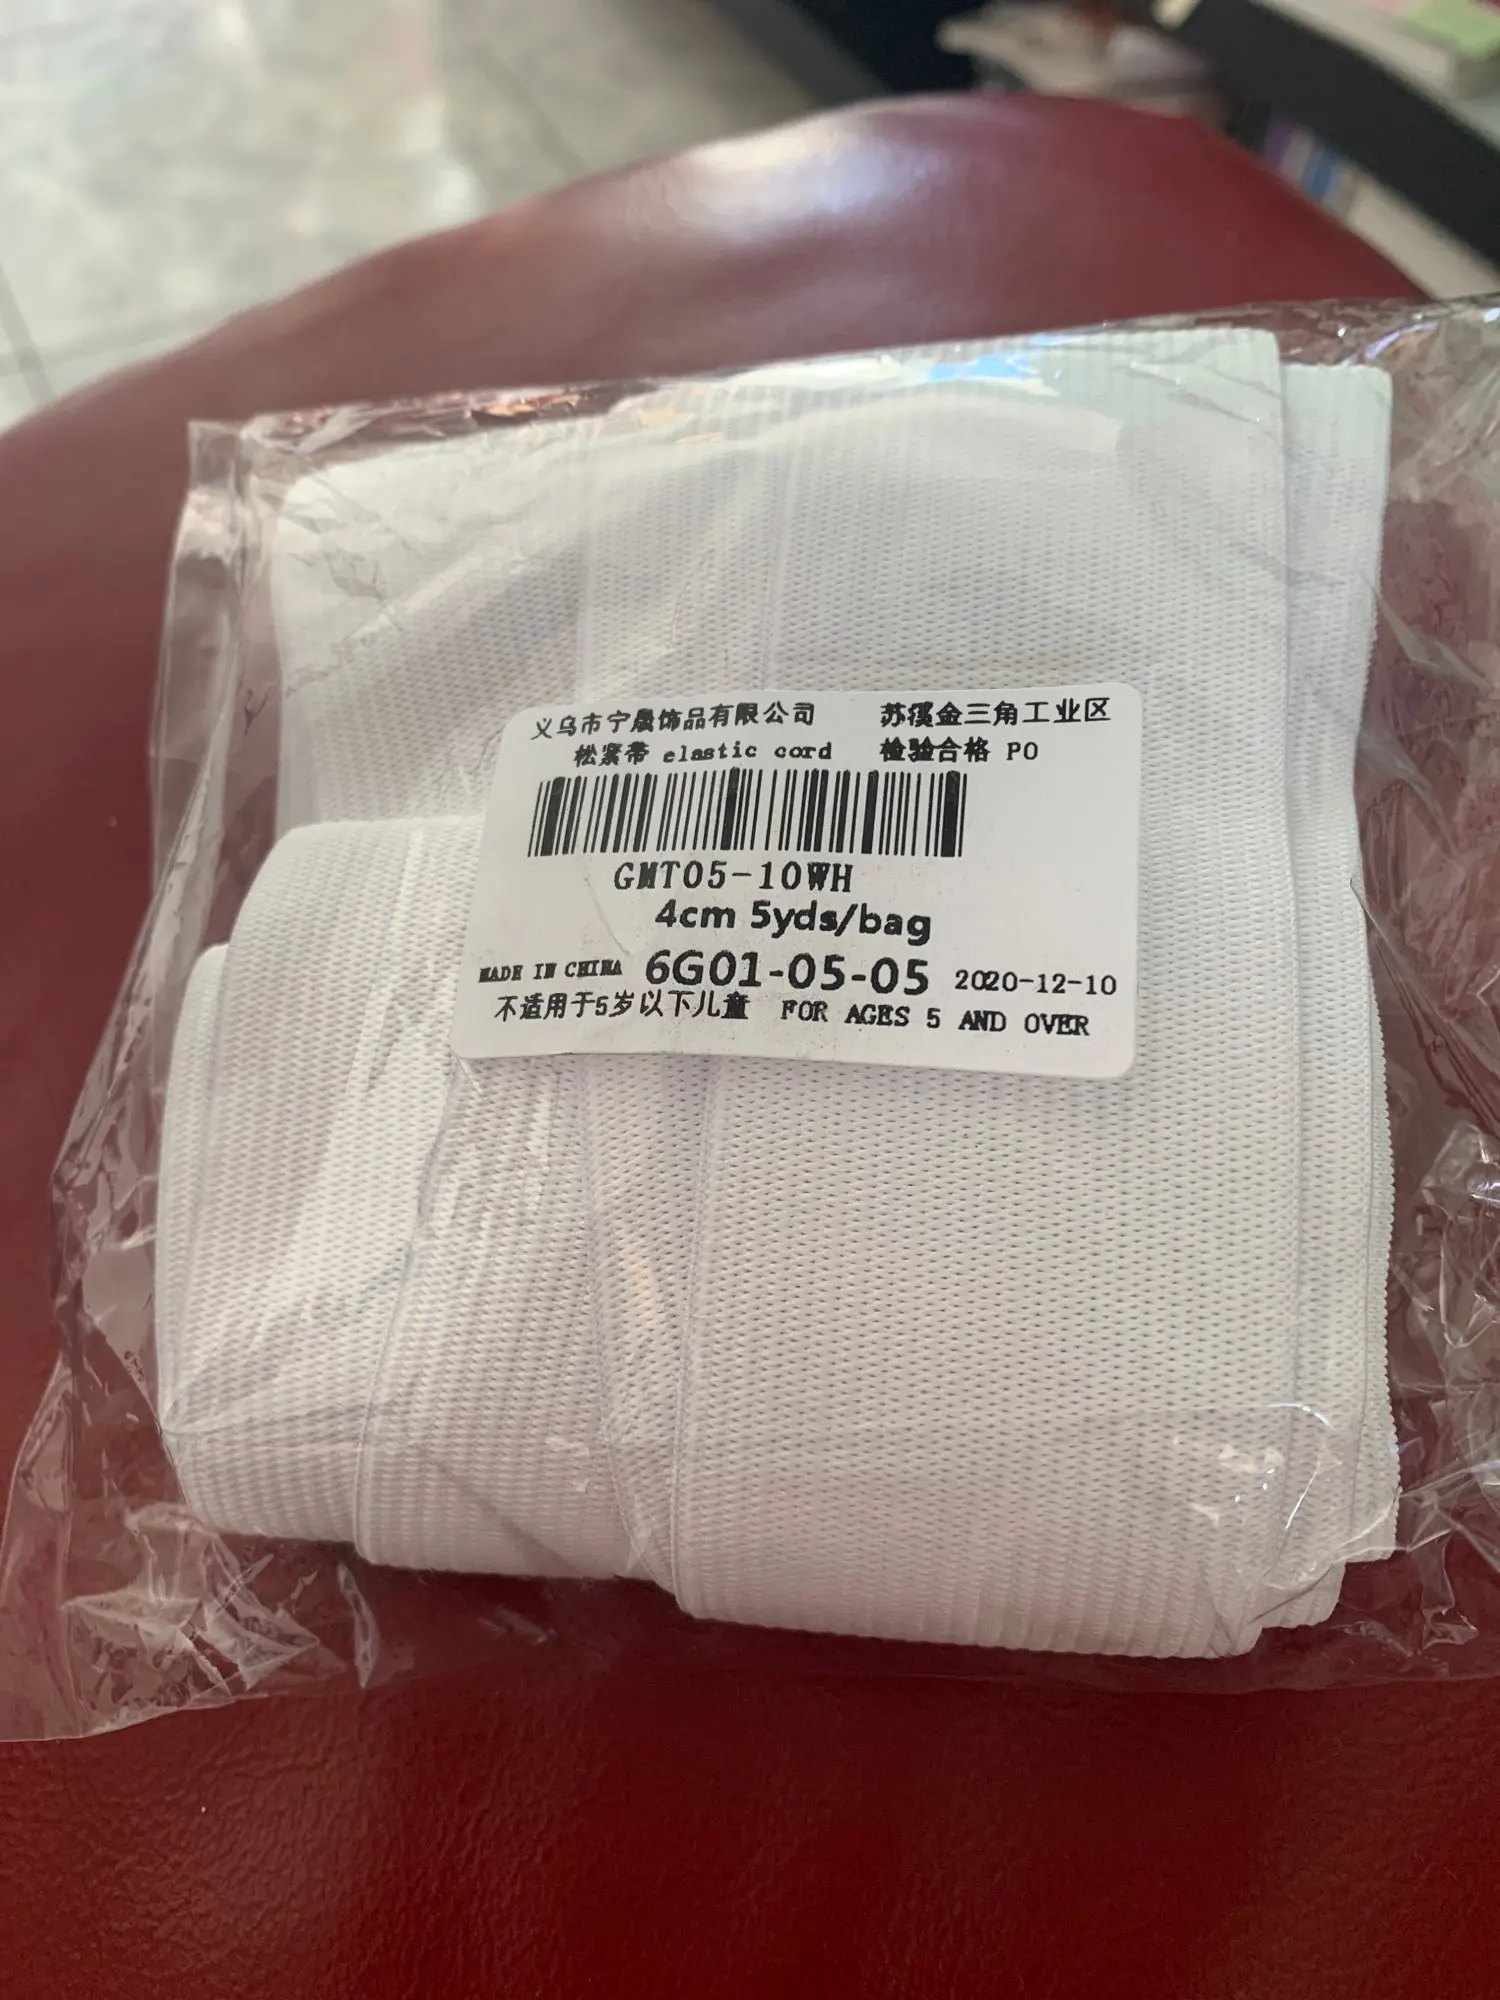 义乌市宁晟饰品有限公司 苏溪金三角工业区
松紧带 elastic cord 检验合格 PO
GMT05-10WH
4cm 5yds/bag
MADE IN CHINA 6G01-05-05 2020-12-10
不适用于5岁以下儿童 FOR AGES 5 AND OVER